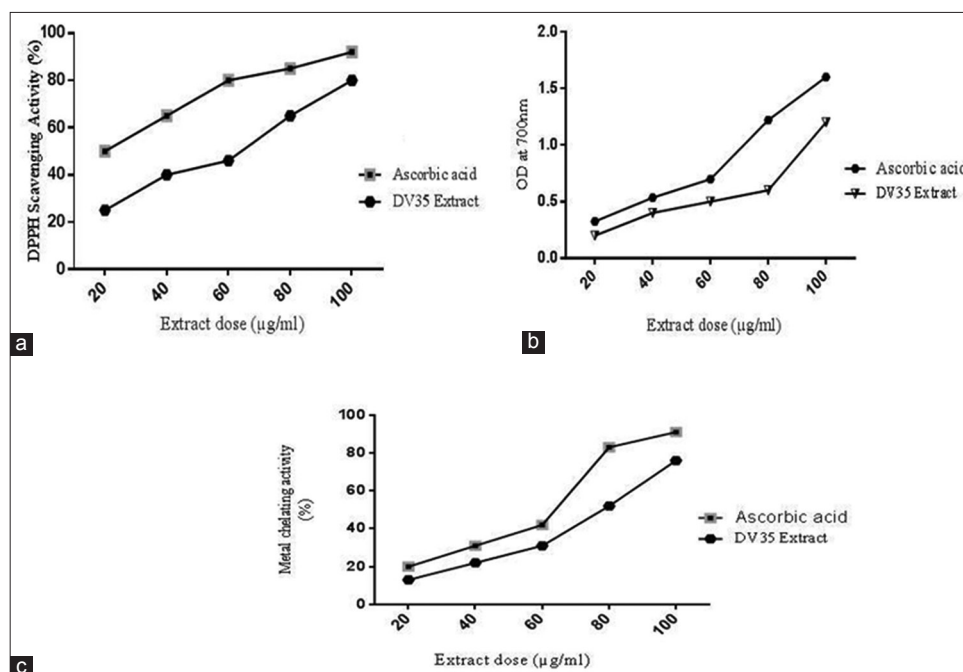 DPPH Scavenging Activity (%)
100
80
60
40
20
0
20
40
60
80
100
Extract dose (µg/ml)
Ascorbic acid
DV35 Extract
a
OD at 700nm
2.0
1.5
1.0
0.5
0.0
20
40
60
80
100
Extract dose (µg/ml)
Ascorbic acid
DV35 Extract
b
Metal chelating activity
(%)
100
80
60
40
20
0
20
40
60
80
100
Extract dose (µg/ml)
Ascorbic acid
DV35 Extract
c